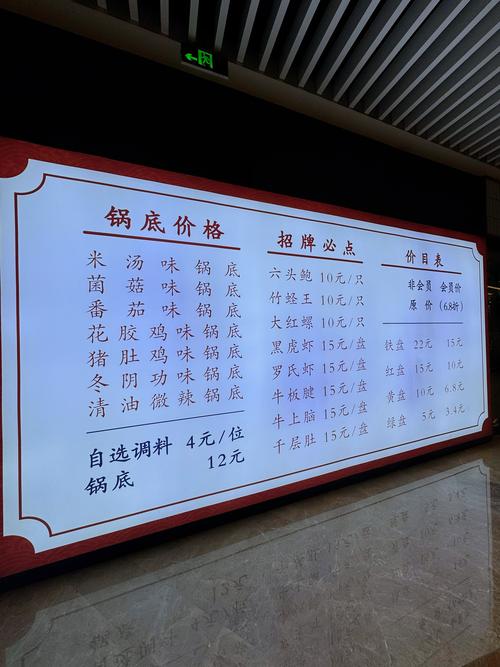 锅底价格
米汤味锅底
菌菇味锅底
番茄味锅底
花胶鸡味锅底
猪肚鸡味锅底
冬阴功味锅底
清油微辣锅底
自选调料 4元/位
锅底 12元
招牌必点
六头鲍 10元/只
竹蛏王 10元/只
大红螺 10元/只
黑虎虾 15元/盘
罗氏虾 15元/盘
牛板腱 15元/盘
牛上脑 15元/盘
千层肚 15元/盘
价目表
非会员 会员价
原价 (6.8折)
铁盘 22元 15元
红盘 15元 10元
黄盘 10元 6.8元
绿盘 5元 3.4元